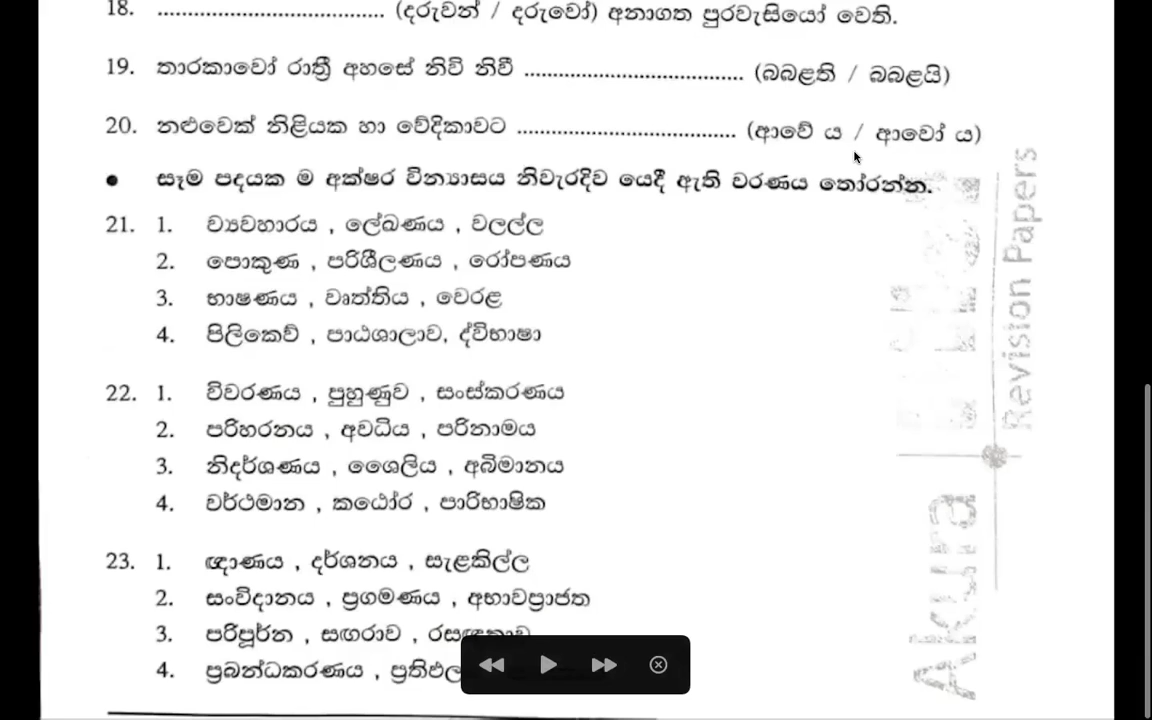 18. .................................... (දරුවන් / දරුවෝ) අනාගත පුරවැසියෝ වෙති.
19. තාරකාවෝ රාත්‍රී අහසේ නිවි නිවී .................................... (බබළති / බබළයි)
20. නළුවෙක් නිළියක හා වේදිකාවට .................................... (ආවේ ය / ආවෝ ය)
● සෑම පදයක ම අක්ෂර වින්‍යාසය නිවැරදිව යෙදී ඇති වරණය තෝරන්න.
21. 1. ව්‍යවහාරය , ලේඛණය , වලල්ල
2. පොකුණ , පරිශීලණය , රෝපණය
3. භාෂණය , වෘත්තිය , වෙරළ
4. පිලිකෙව් , පාඨශාලාව, ද්විභාෂා
22. 1. විවරණය , පුහුණුව , සංස්කරණය
2. පරිහරනය , අවධිය , පරිනාමය
3. නිදර්ශණය , ශෛලිය , අබිමානය
4. වර්ථමාන , කඨෝර , පාරිභාෂික
23. 1. ඥාණය , දර්ශනය , සැළකිල්ල
2. සංවිදානය , ප්‍රගමණය , අභාවප්‍රාජත
3. පරිපූර්න , සඟරාව ,
4. ප්‍රබන්ධකරණය ,
Akura
Revision Papers